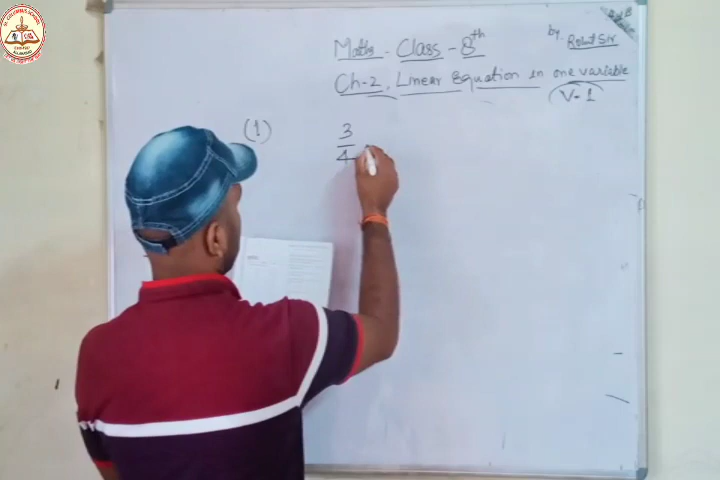 Maths - Class - 8th
by. Rohit Sir
Ch-2, Linear Equation in one variable
V-1
(1)
3
4